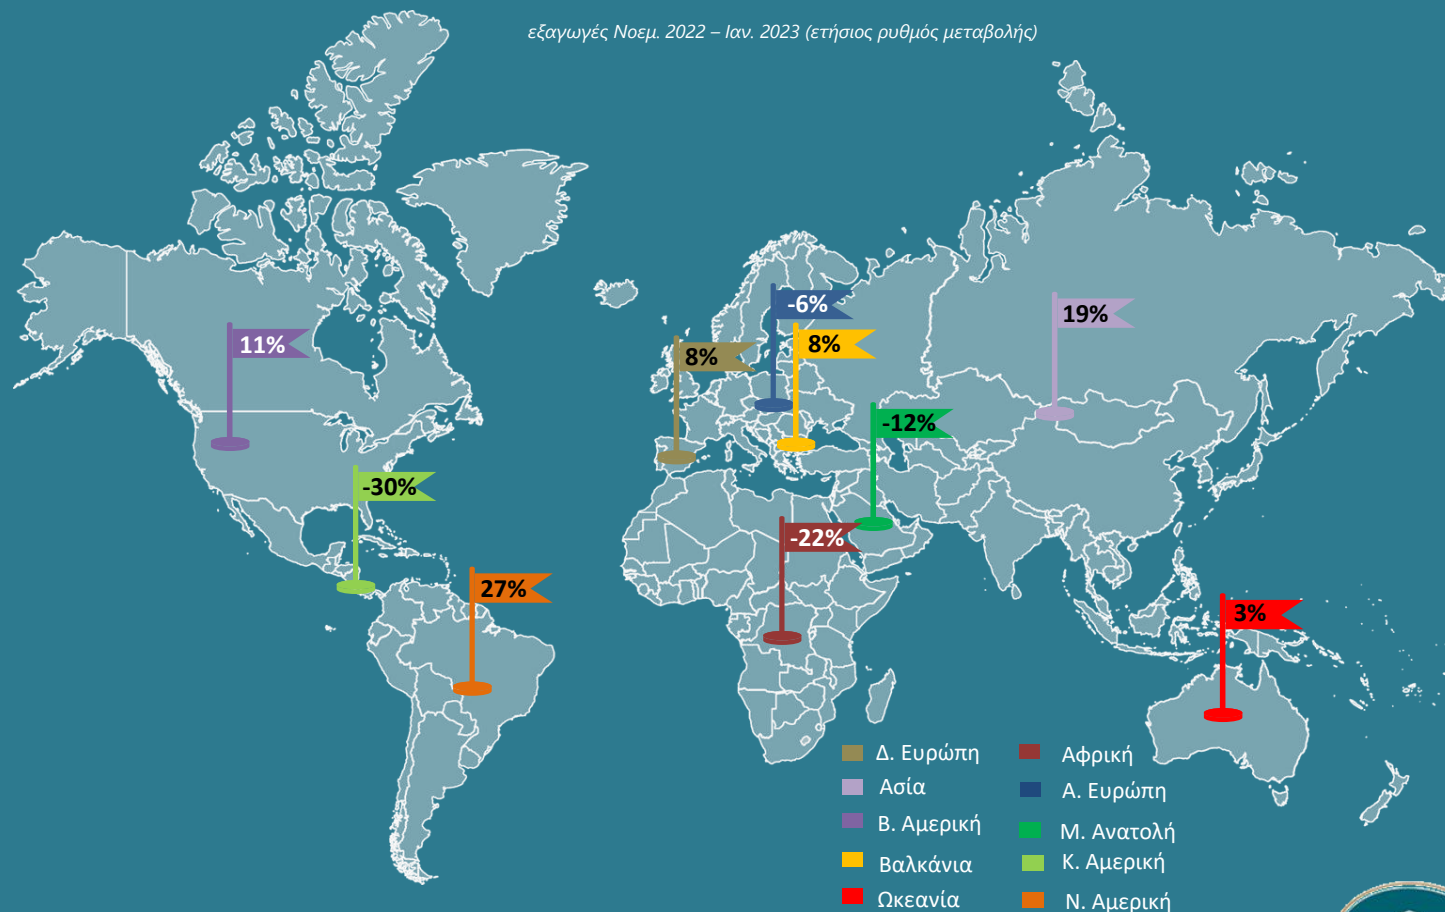 εξαγωγές Νοεμ. 2022 – Ιαν. 2023 (ετήσιος ρυθμός μεταβολής)
-6%
19%
11%
8%
8%
-12%
-30%
-22%
27%
3%
Δ. Ευρώπη
Αφρική
Ασία
Α. Ευρώπη
Β. Αμερική
Μ. Ανατολή
Βαλκάνια
Κ. Αμερική
Ωκεανία
Ν. Αμερική